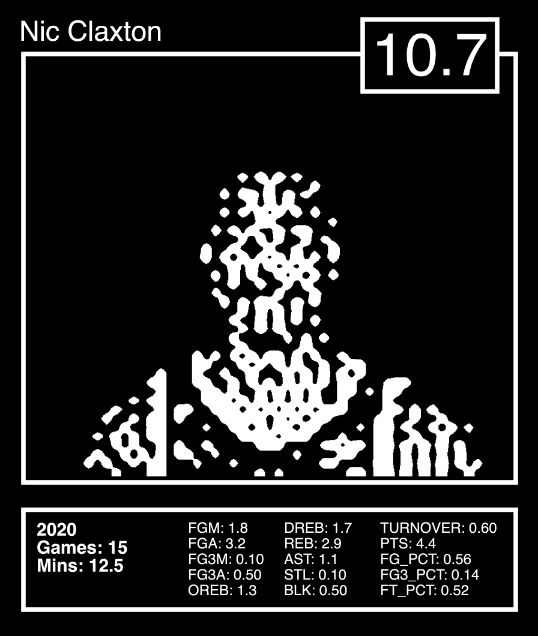 Nic Claxton
10.7
2020
Games: 15
Mins: 12.5
FGM: 1.8
FGA: 3.2
FG3M: 0.10
FG3A: 0.50
OREB: 1.3
DREB: 1.7
REB: 2.9
AST: 1.1
STL: 0.10
BLK: 0.50
TURNOVER: 0.60
PTS: 4.4
FG_PCT: 0.56
FG3_PCT: 0.14
FT_PCT: 0.52